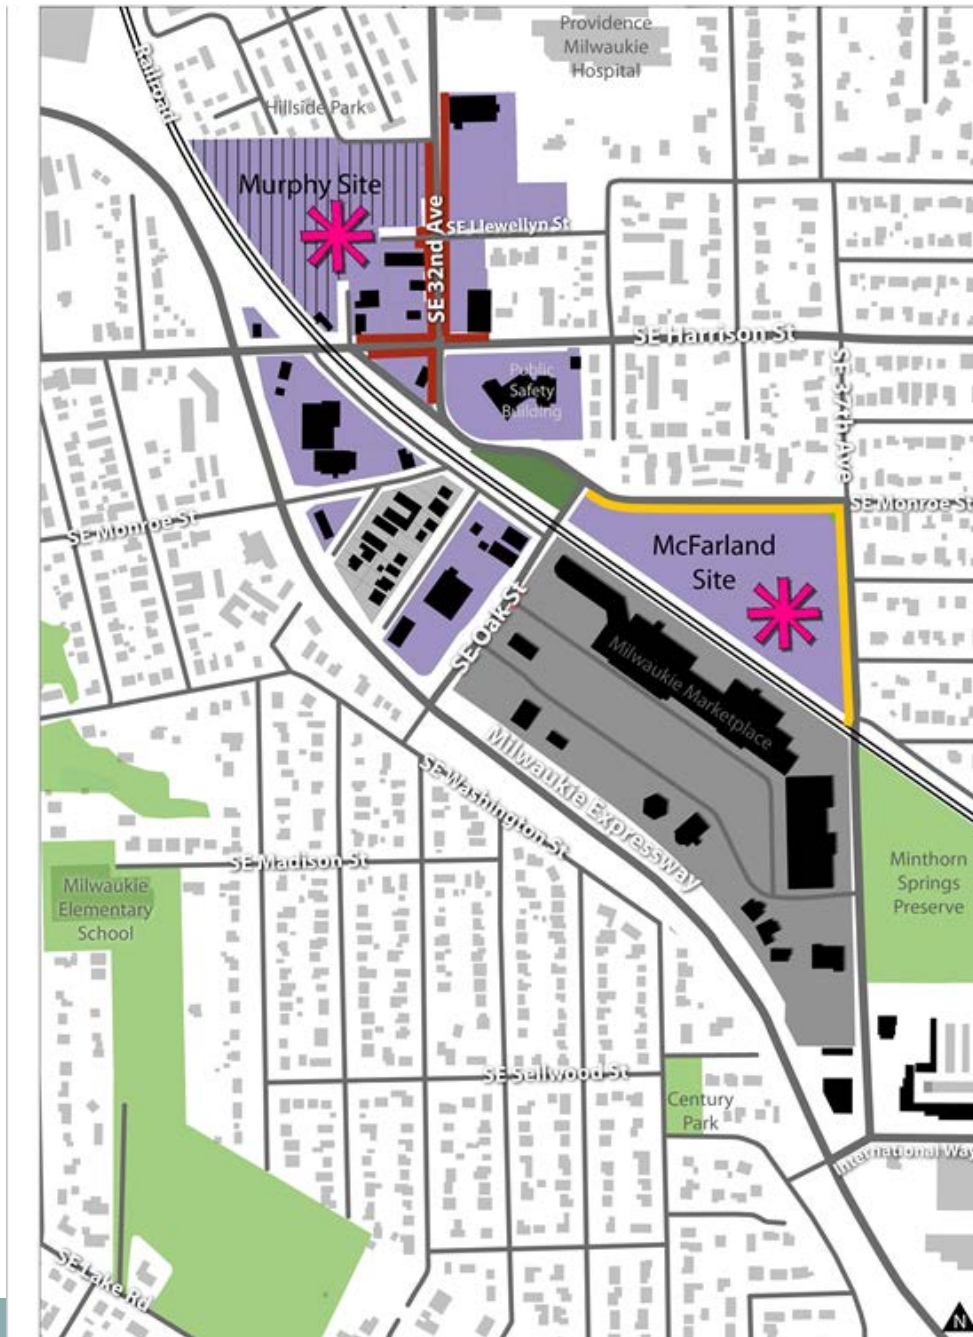 Providence
Milwaukie
Hospital
Railroad
Hillside Park
Murphy Site
SE 32nd Ave
SE Llewellyn St
SE Harrison St
Public
Safety
Building
SE 37th Ave
SE Monroe St
SE Monroe St
McFarland
Site
SE Oak St
Milwaukie Marketplace
Milwaukie Expressway
SE Washington St
SE Madison St
Milwaukie
Elementary
School
Minthorn
Springs
Preserve
SE Sellwood St
Century
Park
International Way
SE Lake Rd
N